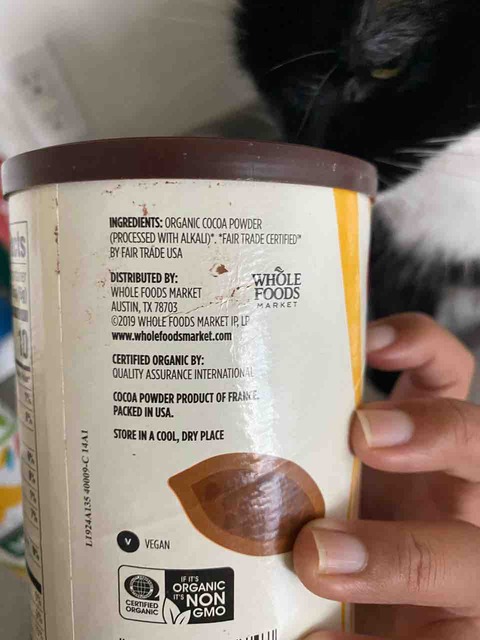 INGREDIENTS: ORGANIC COCOA POWDER
(PROCESSED WITH ALKALI)*. *FAIR TRADE CERTIFIED™
BY FAIR TRADE USA
DISTRIBUTED BY:
WHOLE FOODS MARKET
AUSTIN, TX 78703
©2019 WHOLE FOODS MARKET IP, LP
www.wholefoodsmarket.com
WHOLE
FOODS
MARKET
CERTIFIED ORGANIC BY:
QUALITY ASSURANCE INTERNATIONAL
COCOA POWDER PRODUCT OF FRANCE.
PACKED IN USA.
STORE IN A COOL, DRY PLACE
L1924A135 40009-C 14A1
V VEGAN
CERTIFIED
ORGANIC
IF IT'S
ORGANIC
IT'S NON
GMO